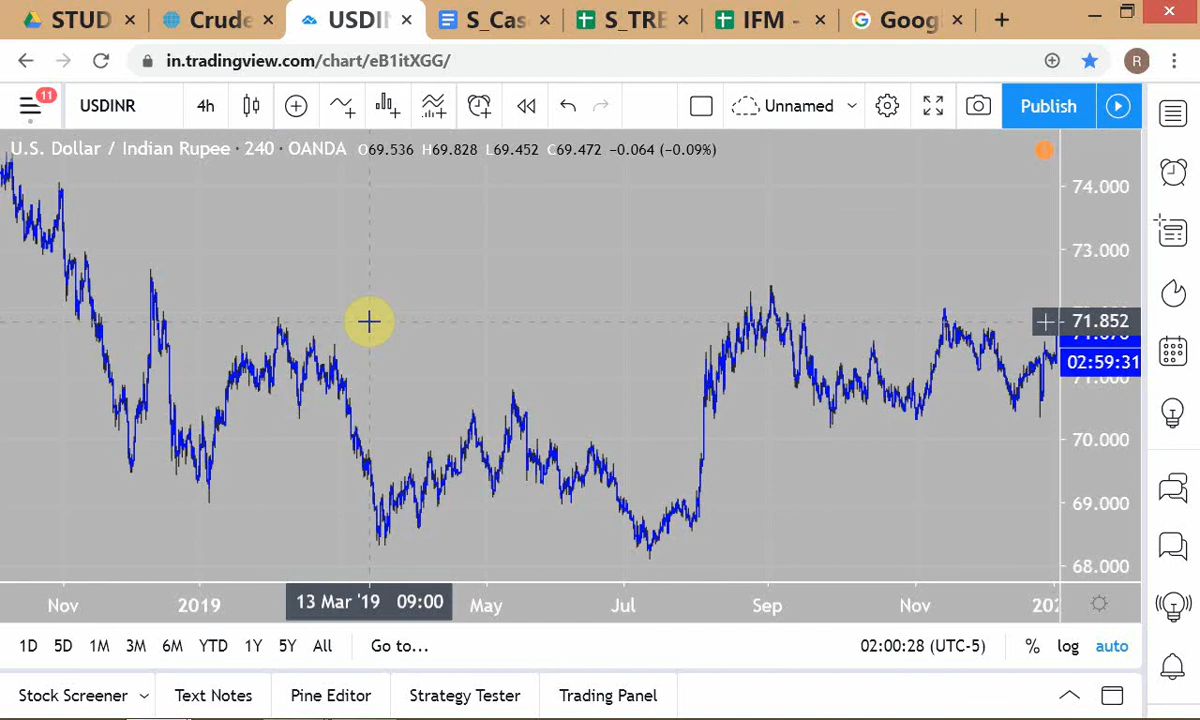 STUD
Crude
USDIN
S_Cas
S_TRE
IFM -
Goog
in.tradingview.com/chart/eB1itXGG/
R
11
USDINR
4h
Unnamed
Publish
U.S. Dollar / Indian Rupee · 240 · OANDA O69.536 H69.828 L69.452 C69.472 −0.064 (−0.09%)
74.000
73.000
71.852
02:59:31
71.000
70.000
69.000
68.000
Nov 2019 13 Mar '19 09:00 May Jul Sep Nov 202
1D 5D 1M 3M 6M YTD 1Y 5Y All Go to... 02:00:28 (UTC-5) % log auto
Stock Screener Text Notes Pine Editor Strategy Tester Trading Panel